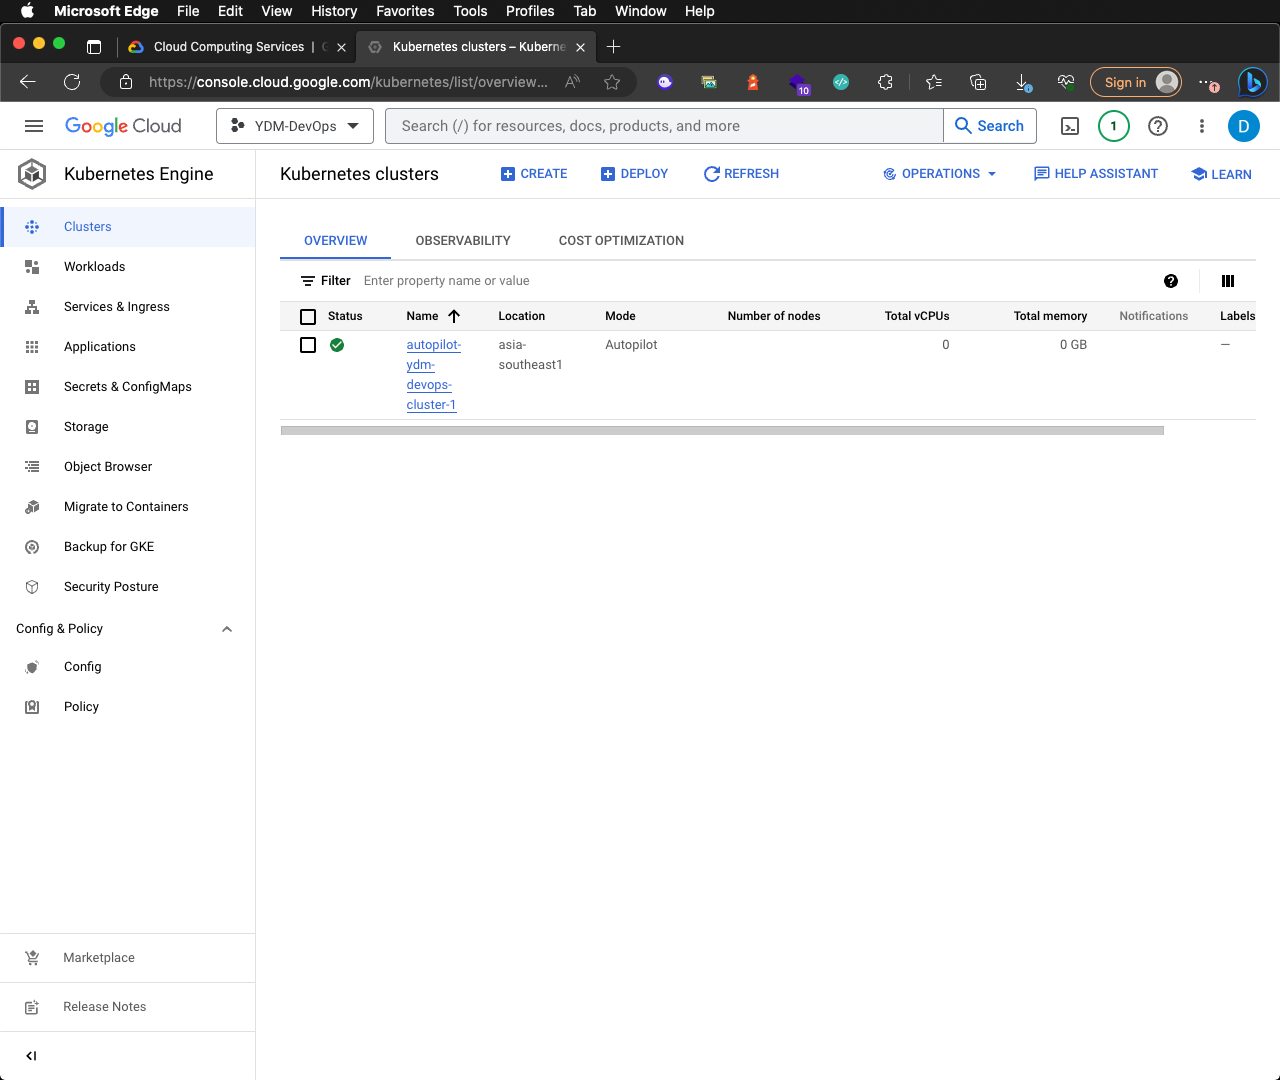 Microsoft Edge File Edit View History Favorites Tools Profiles Tab Window Help
Cloud Computing Services |
Kubernetes clusters – Kuberne
https://console.cloud.google.com/kubernetes/list/overview...
10
Sign in
Google Cloud
YDM-DevOps
Search (/) for resources, docs, products, and more
Search
1
D
Kubernetes Engine
Kubernetes clusters
CREATE
DEPLOY
REFRESH
OPERATIONS
HELP ASSISTANT
LEARN
Clusters
Workloads
Services & Ingress
Applications
Secrets & ConfigMaps
Storage
Object Browser
Migrate to Containers
Backup for GKE
Security Posture
Config & Policy
Config
Policy
Marketplace
Release Notes
OVERVIEW
OBSERVABILITY
COST OPTIMIZATION
Filter Enter property name or value
Status Name Location Mode Number of nodes Total vCPUs Total memory Notifications Labels
autopilot- asia- Autopilot 0 0 GB —
ydm- southeast1
devops-
cluster-1